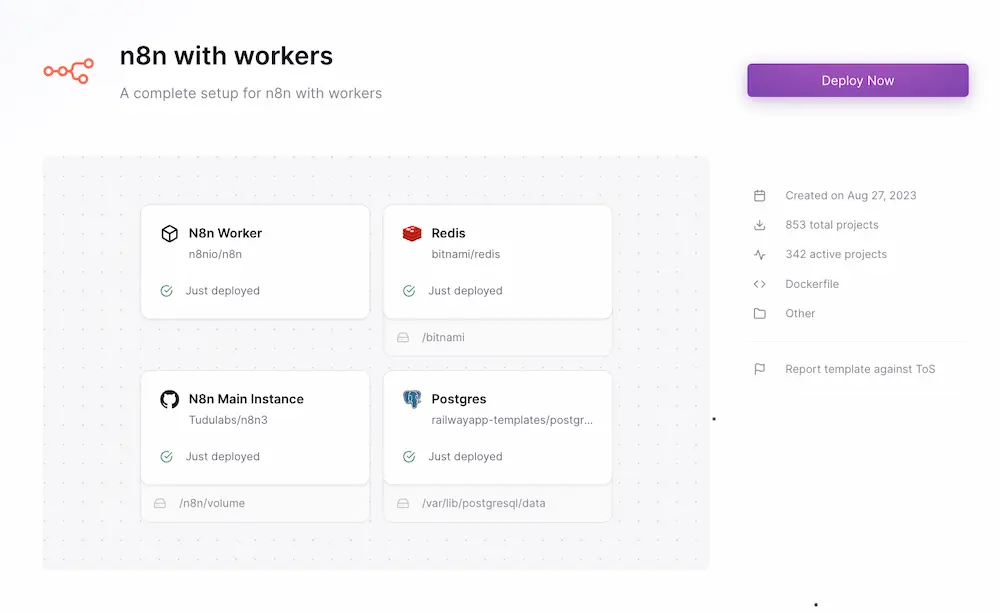 n8n with workers
A complete setup for n8n with workers
Deploy Now
N8n Worker
n8nio/n8n
Just deployed
Redis
bitnami/redis
Just deployed
/bitnami
N8n Main Instance
Tudulabs/n8n3
Just deployed
/n8n/volume
Postgres
railwayapp-templates/postgr...
Just deployed
/var/lib/postgresql/data
Created on Aug 27, 2023
853 total projects
342 active projects
Dockerfile
Other
Report template against ToS